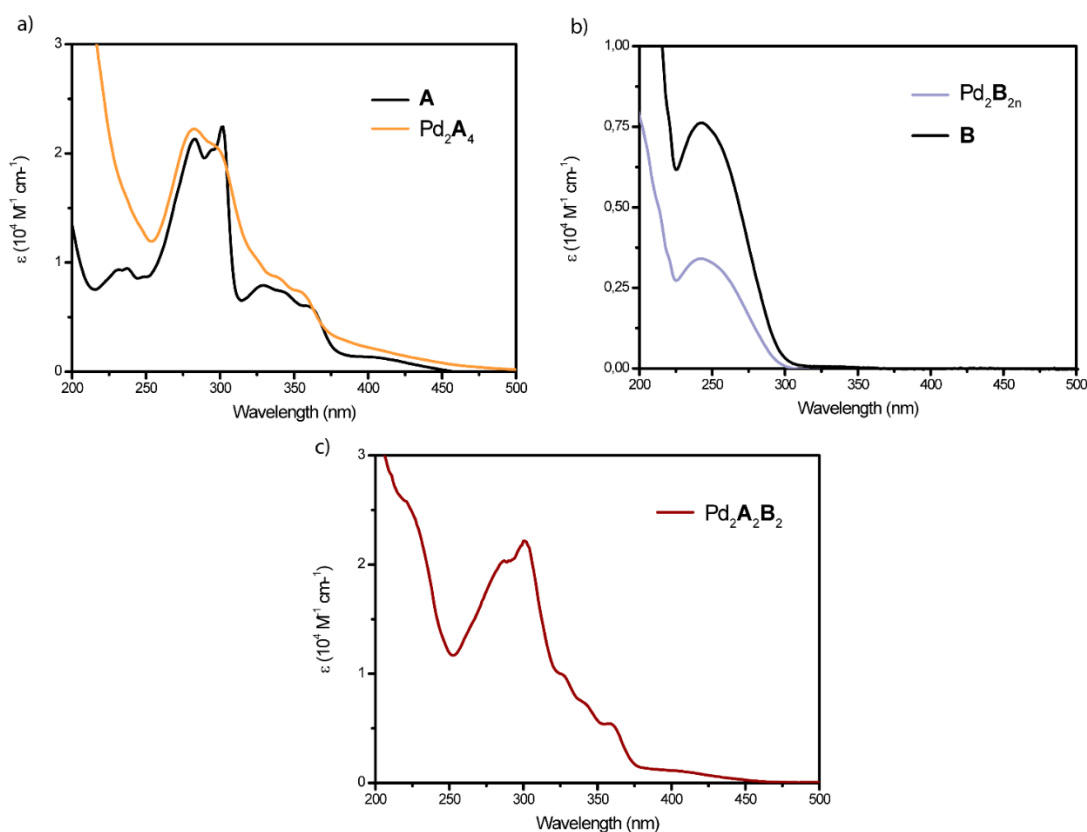 a)
3
2
1
0
200 250 300 350 400 450 500
ε (10⁴ M⁻¹ cm⁻¹)
Wavelength (nm)
A
Pd₂A₄
b)
1,00
0,75
0,50
0,25
0,00
200 250 300 350 400 450 500
ε (10⁴ M⁻¹ cm⁻¹)
Wavelength (nm)
Pd₂B₂ₙ
B
c)
3
2
1
0
200 250 300 350 400 450 500
ε (10⁴ M⁻¹ cm-¹)
Wavelength (nm)
Pd₂A₂B₂